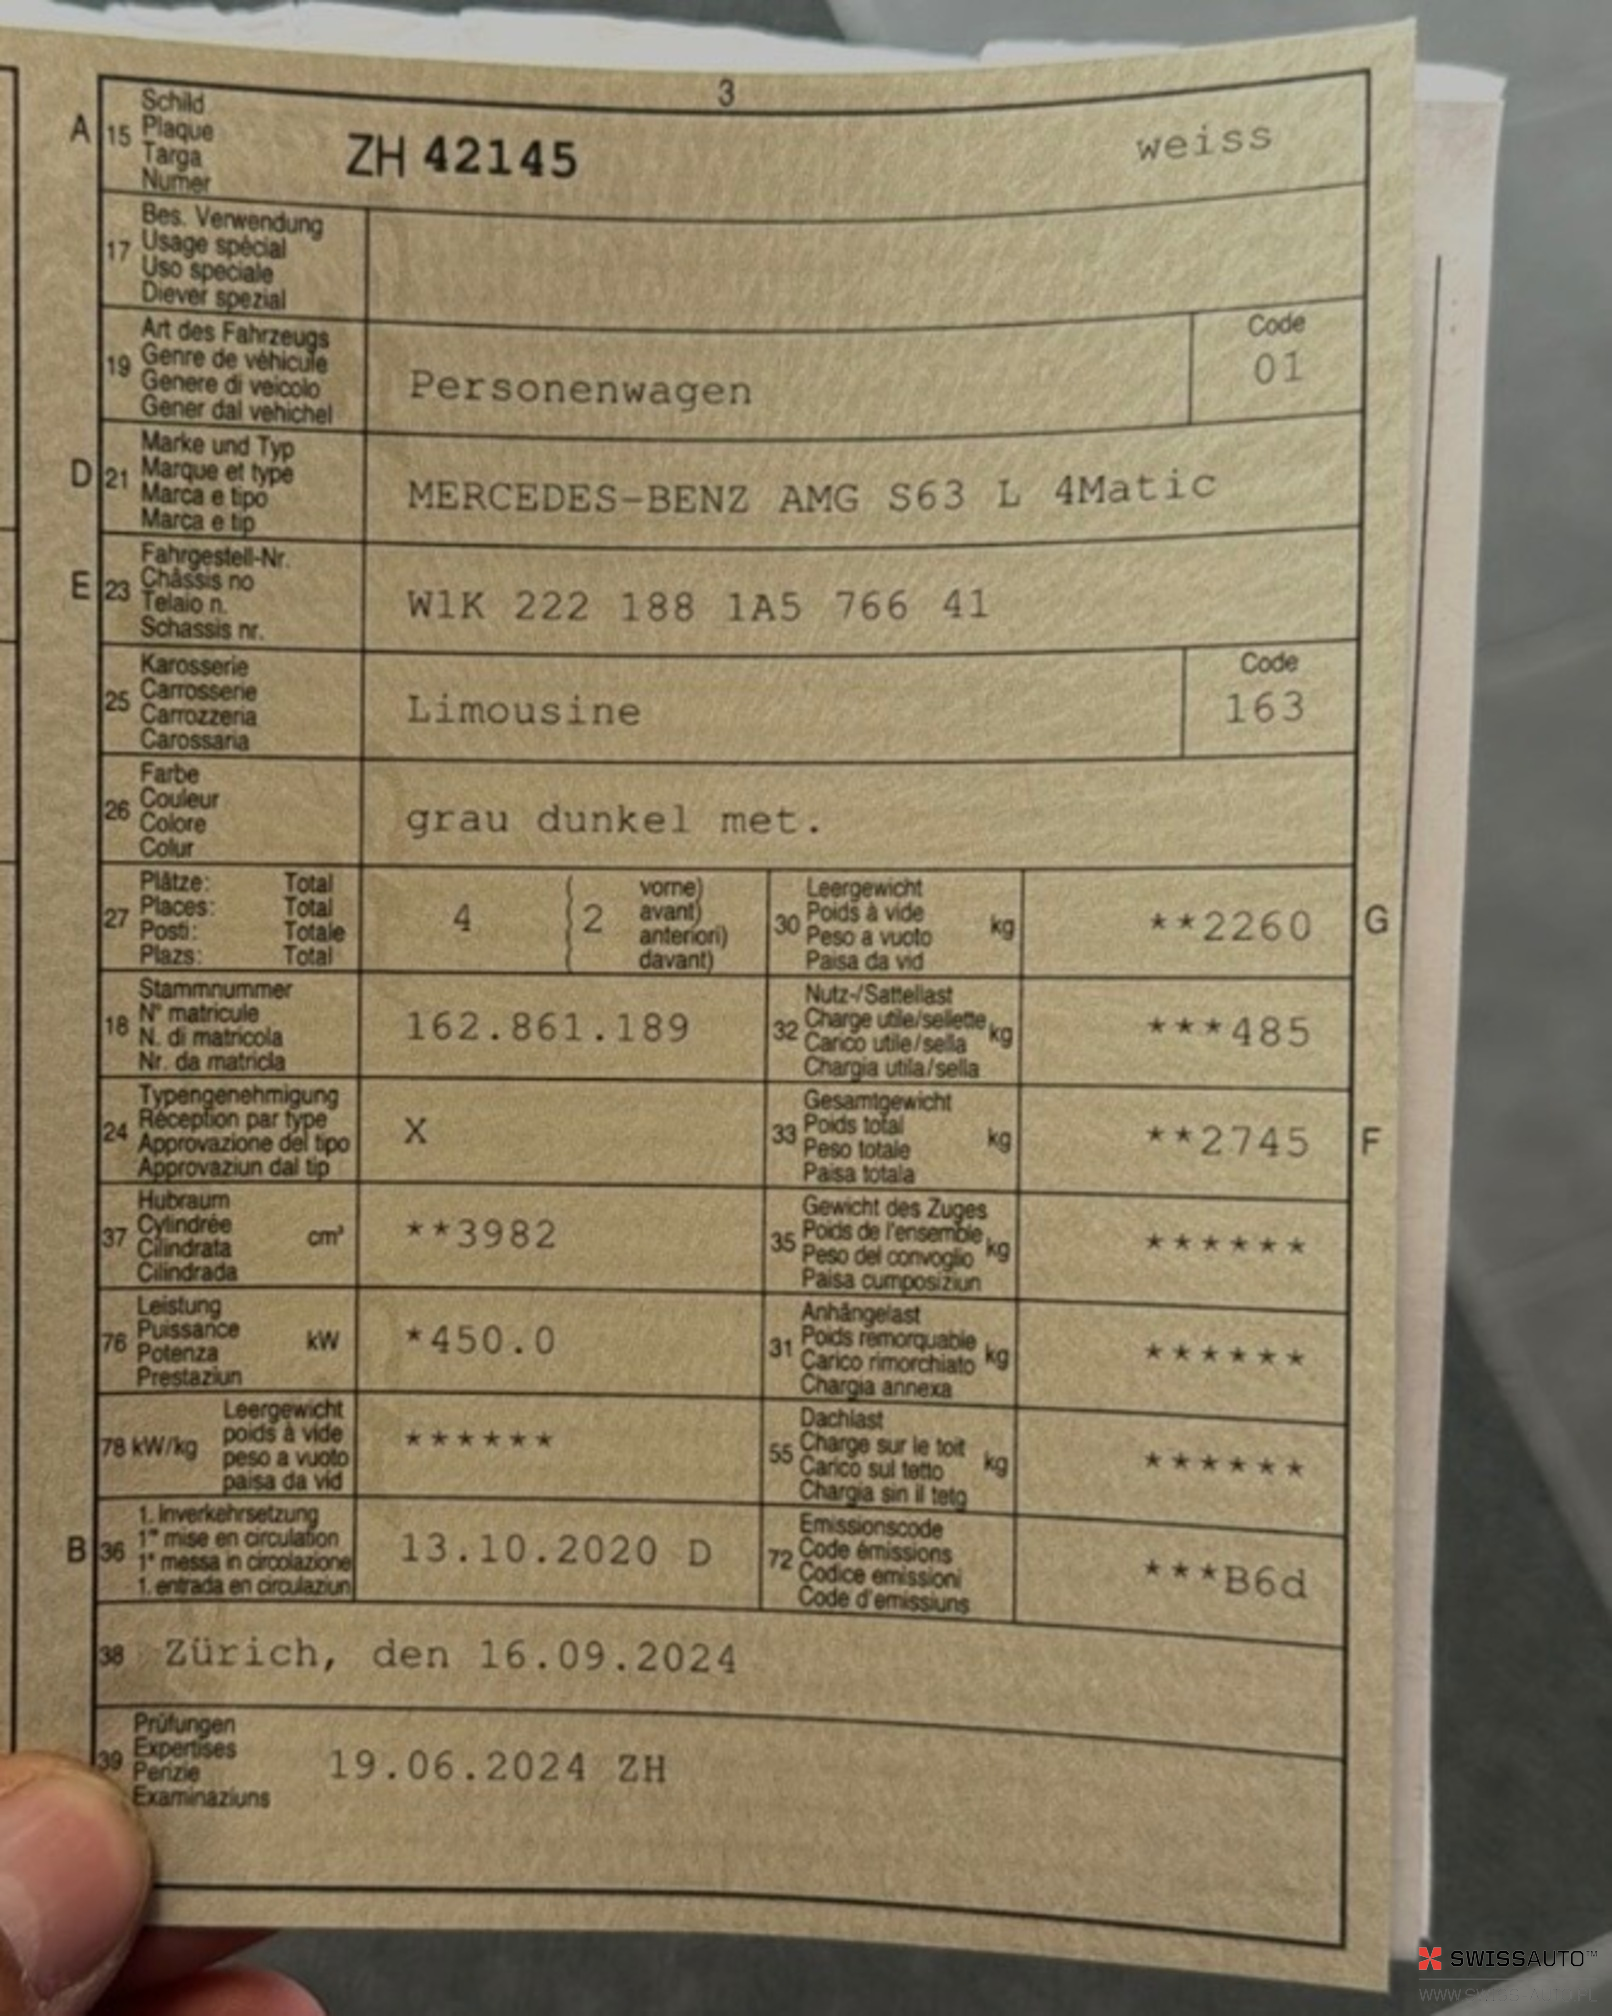 3
A 15 Schild
Plaque
Targa
Numer
ZH 42145 weiss
17 Bes. Verwendung
Usage spécial
Uso speciale
Diever spezial
19 Art des Fahrzeugs
Genre de véhicule
Genere di veicolo
Gener dal vehichel
Personenwagen
Code
01
D 21 Marke und Typ
Marque et type
Marca e tipo
Marca e tip
MERCEDES-BENZ AMG S63 L 4Matic
E 23 Fahrgestell-Nr.
Châssis no
Telaio n.
Schassis nr.
W1K 222 188 1A5 766 41
25 Karosserie
Carrosserie
Carrozzeria
Carossaria
Limousine
Code
163
26 Farbe
Couleur
Colore
Colur
grau dunkel met.
27 Plätze: Total
Places: Total
Posti: Totale
Plazs: Total
4 ( 2 vorne)
avant)
anteriori)
davant)
30 Leergewicht
Poids à vide
Peso a vuoto
Paisa da vid
kg **2260 G
18 Stammnummer
N° matricule
N. di matricola
Nr. da matricla
162.861.189
32 Nutz-/Sattellast
Charge utile/sellette
Carico utile/sella
Chargia utila/sella
kg ***485
24 Typengenehmigung
Réception par type
Approvazione del tipo
Approvaziun dal tip
X
33 Gesamtgewicht
Poids total
Peso totale
Paisa totala
kg **2745 F
37 Hubraum
Cylindrée
Cilindrata
Cilindrada
cm³ **3982
35 Gewicht des Zuges
Poids de l'ensemble
Peso del convoglio
Paisa cumposiziun
kg ******
76 Leistung
Puissance
Potenza
Prestaziun
kW *450.0
31 Anhängelast
Poids remorquable
Carico rimorchiato
Chargia annexa
kg ******
78 kW/kg Leergewicht
poids à vide
peso a vuoto
paisa da vid
******
55 Dachlast
Charge sur le toit
Carico sul tetto
Chargia sin il tetg
kg ******
B 36 1. Inverkehrsetzung
1re mise en circulation
1a messa in circolazione
1. entrada en circulaziun
13.10.2020 D
72 Emissionscode
Code émissions
Codice emissioni
Code d'emissiuns
***B6d
38 Zürich, den 16.09.2024
39 Prüfungen
Expertises
Perizie
Examinaziuns
19.06.2024 ZH
SWISSAUTO™
WWW.SWISS-AUTO.PL